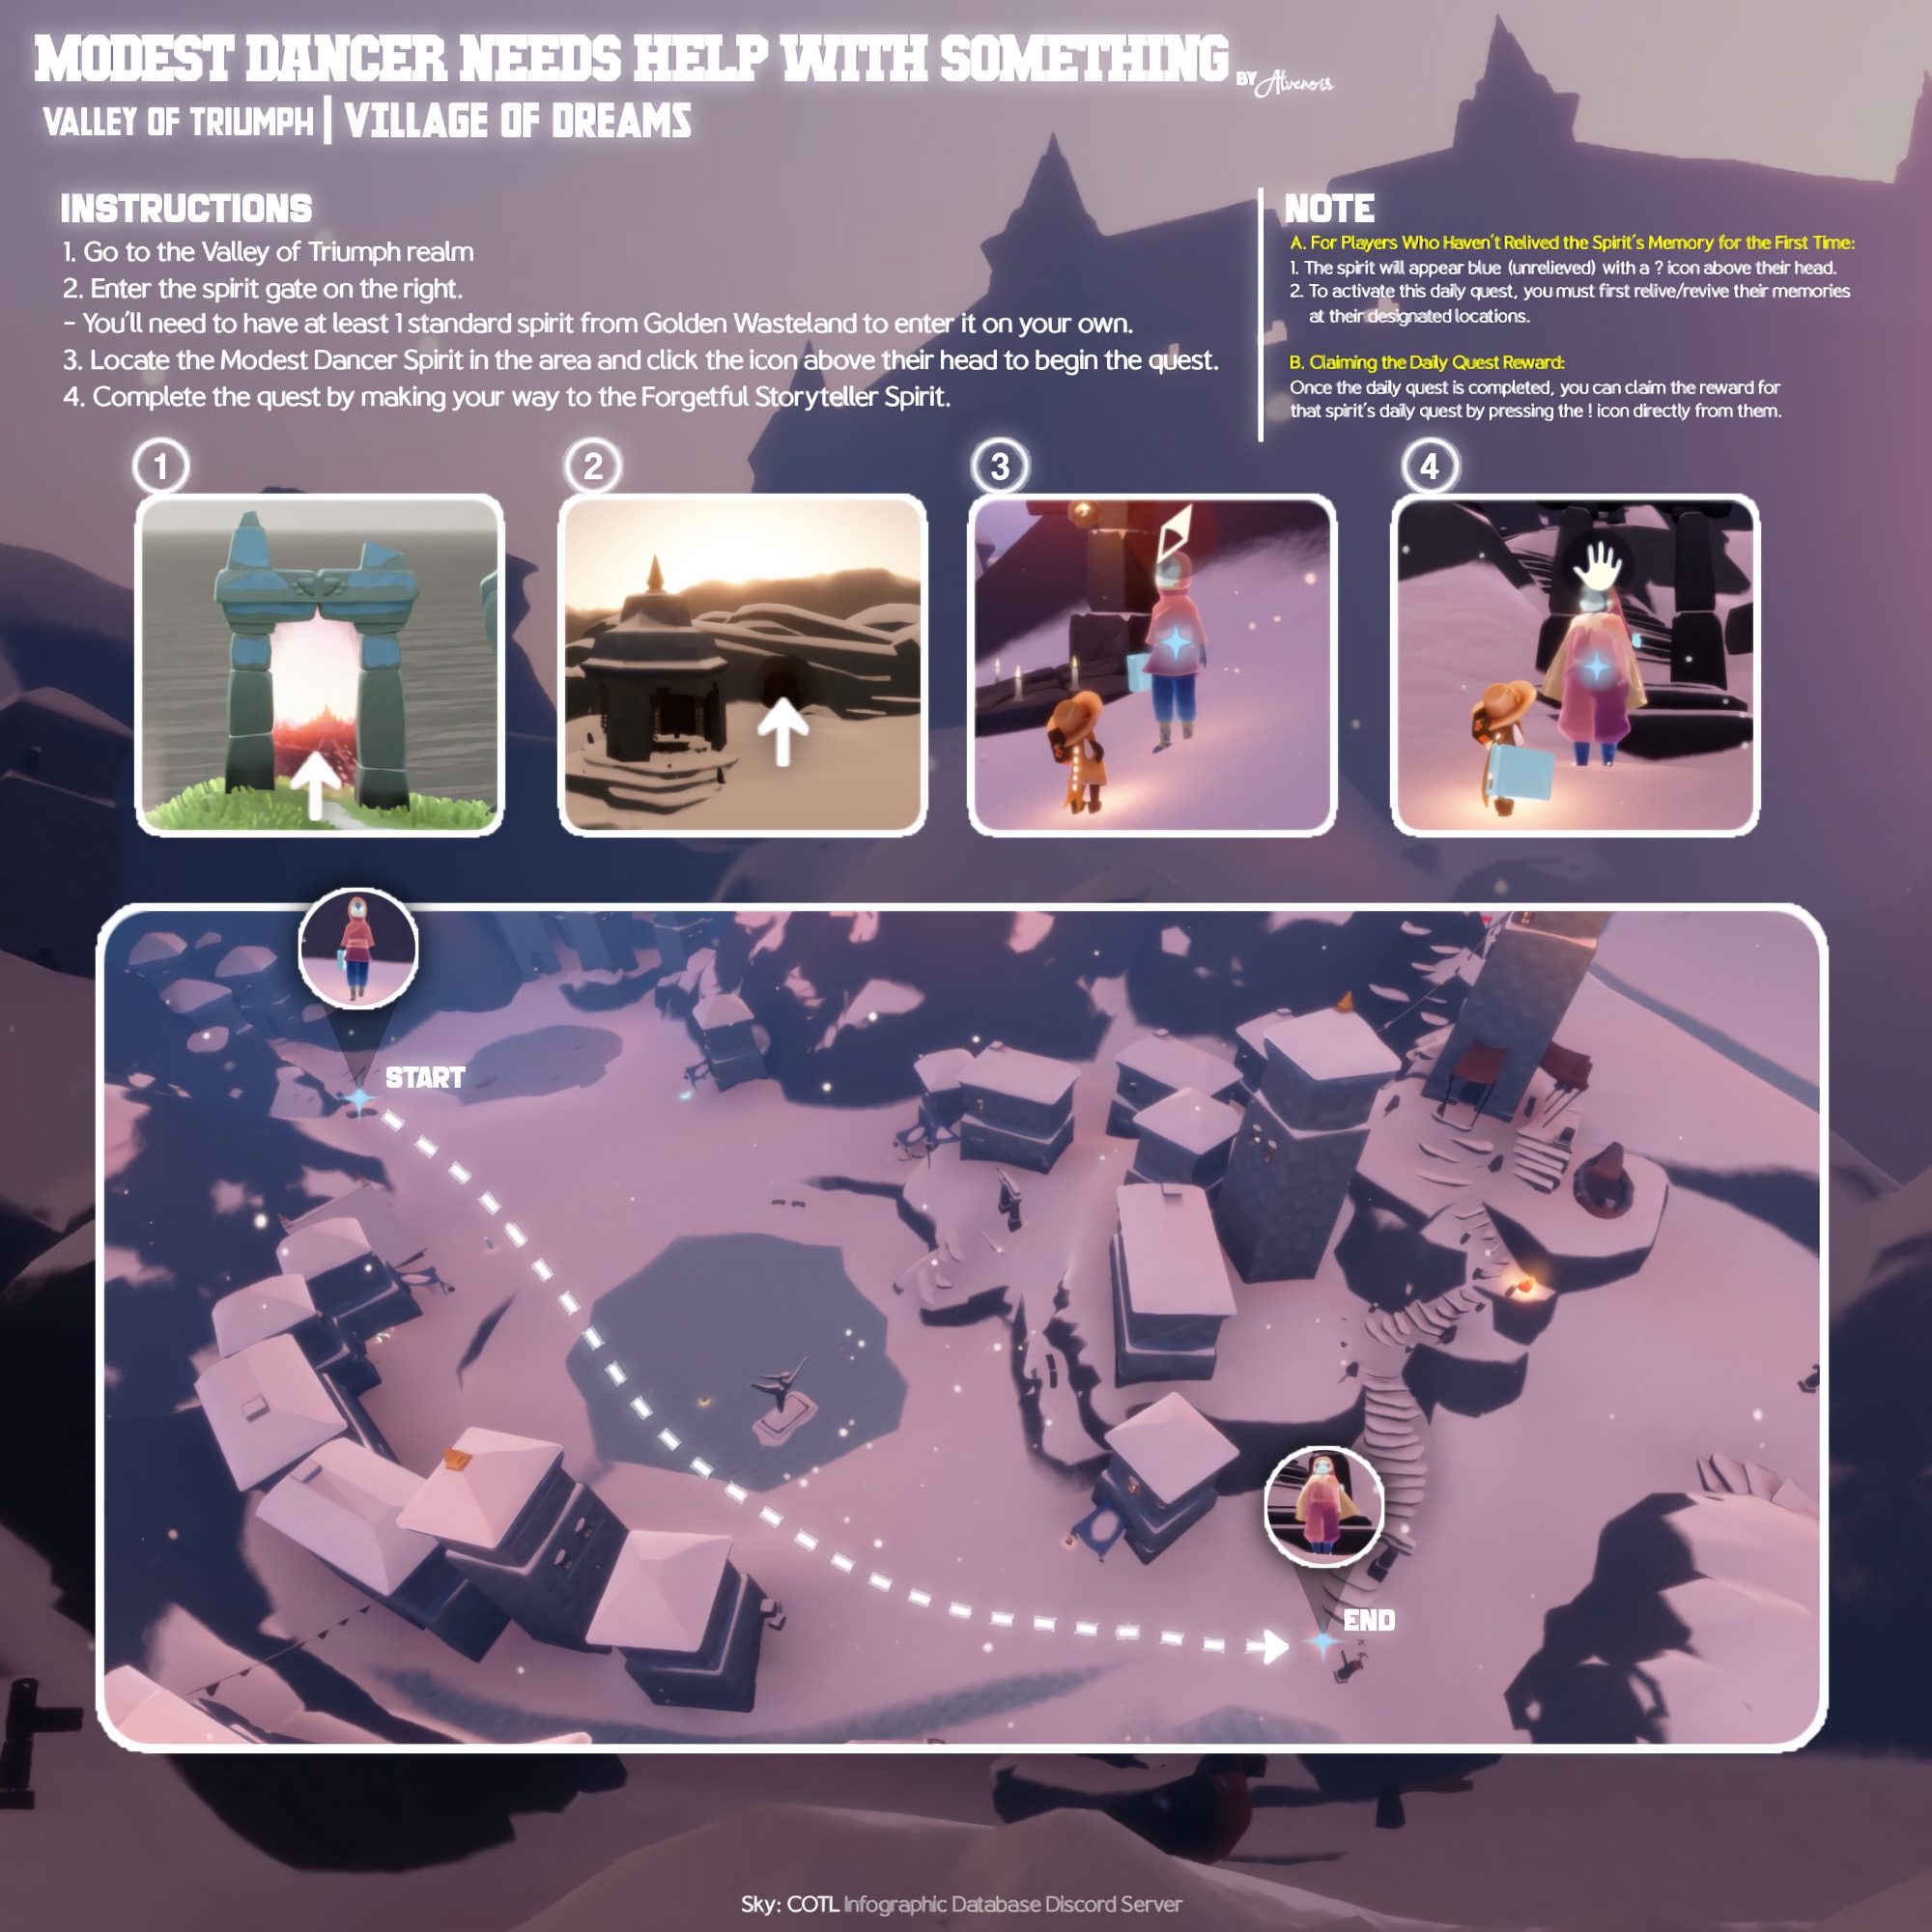 MODEST DANCER NEEDS HELP WITH SOMETHING BY Alvenois
VALLEY OF TRIUMPH | VILLAGE OF DREAMS
INSTRUCTIONS
1. Go to the Valley of Triumph realm
2. Enter the spirit gate on the right.
- You'll need to have at least 1 standard spirit from Golden Wasteland to enter it on your own.
3. Locate the Modest Dancer Spirit in the area and click the icon above their head to begin the quest.
4. Complete the quest by making your way to the Forgetful Storyteller Spirit.
NOTE
A. For Players Who Haven't Relived the Spirit's Memory for the First Time:
1. The spirit will appear blue (unrelieved) with a ? icon above their head.
2. To activate this daily quest, you must first relive/revive their memories
at their designated locations.
B. Claiming the Daily Quest Reward:
Once the daily quest is completed, you can claim the reward for
that spirit's daily quest by pressing the ! icon directly from them.
1
2
3
4
START
END
Sky: COTL Infographic Database Discord Server